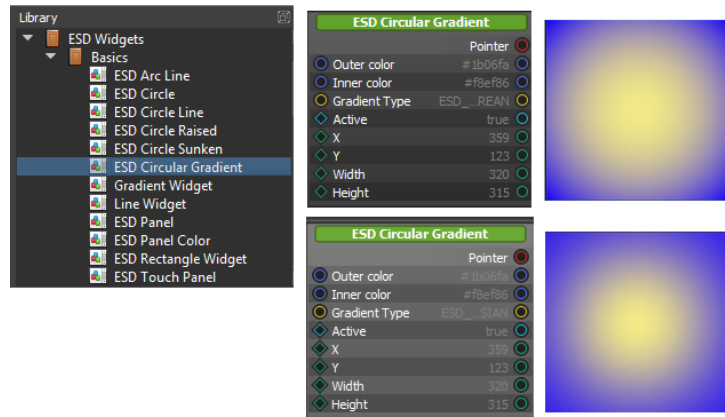 Library
ESD Widgets
Basics
ESD Arc Line
ESD Circle
ESD Circle Line
ESD Circle Raised
ESD Circle Sunken
ESD Circular Gradient
Gradient Widget
Line Widget
ESD Panel
ESD Panel Color
ESD Rectangle Widget
ESD Touch Panel
ESD Circular Gradient
Pointer
Outer color #1b06fa
Inner color #f8ef86
Gradient Type ESD_...REAN
Active true
X 359
Y 123
Width 320
Height 315
ESD Circular Gradient
Pointer
Outer color #1b06fa
Inner color #f8ef86
Gradient Type ESD_...SIAN
Active true
X 359
Y 123
Width 320
Height 315